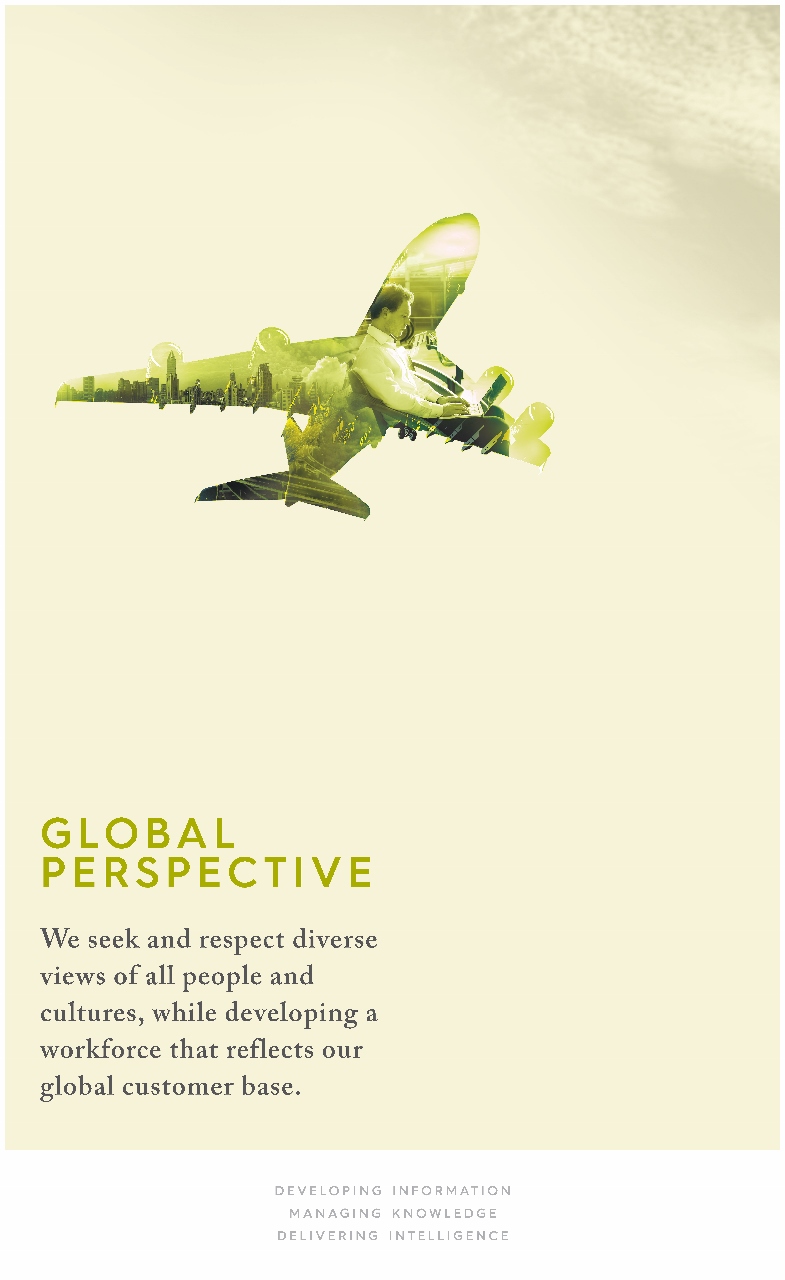 GLOBAL
PERSPECTIVE
We seek and respect diverse
views of all people and
cultures, while developing a
workforce that reflects our
global customer base.
DEVELOPING INFORMATION
MANAGING KNOWLEDGE
DELIVERING INTELLIGENCE